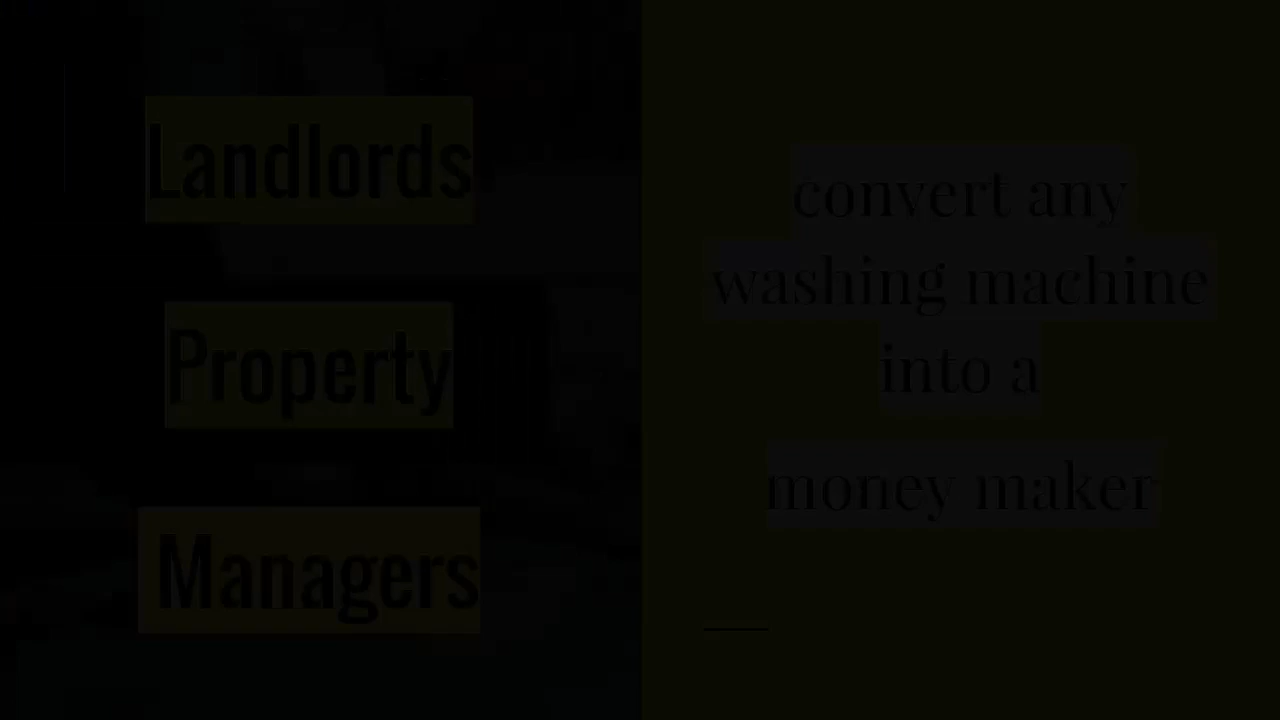 Landlords
Property
Managers
convert any
washing machine
into a
money maker